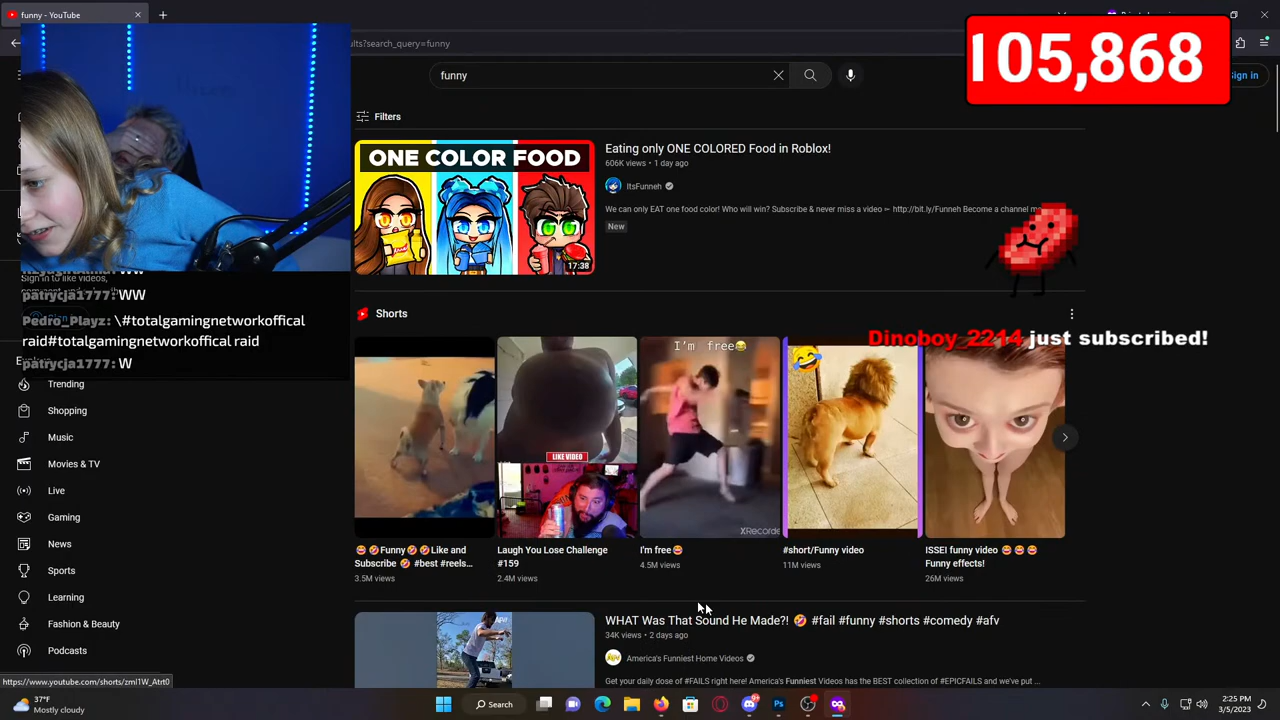 funny - YouTube
ults?search_query=funny
105,868
funny
Sign in
Filters
ONE COLOR FOOD
17:38
Eating only ONE COLORED Food in Roblox!
606K views • 1 day ago
ItsFunneh
We can only EAT one food color! Who will win? Subscribe & never miss a video ► http://bit.ly/Funneh Become a channel
New
Sign in to like videos,
patrycja1777: WW
Pedro_Playz: \#totalgamingnetworkoffical
raid#totalgamingnetworkoffical raid
patrycja1777: W
Dinoboy 2214 just subscribed!
Shorts
I'm free😂
LIKE VIDEO
XRecorde
😂 🤣Funny🤣🤣Like and
Subscribe 🤣 #best #reels…
3.5M views
Laugh You Lose Challenge
#159
2.4M views
I'm free😂
4.5M views
#short/Funny video
11M views
ISSEI funny video 😂 😂 😂
Funny effects!
26M views
Trending
Shopping
Music
Movies & TV
Live
Gaming
News
Sports
Learning
Fashion & Beauty
Podcasts
WHAT Was That Sound He Made?! 🤣 #fail #funny #shorts #comedy #afv
34K views • 2 days ago
America's Funniest Home Videos
Get your daily dose of #FAILS right here! America's Funniest Videos has the BEST collection of #EPICFAILS and we've put ...
https://www.youtube.com/shorts/zml1W_Atrt0
37°F
Mostly cloudy
Search
2:25 PM
3/5/2023